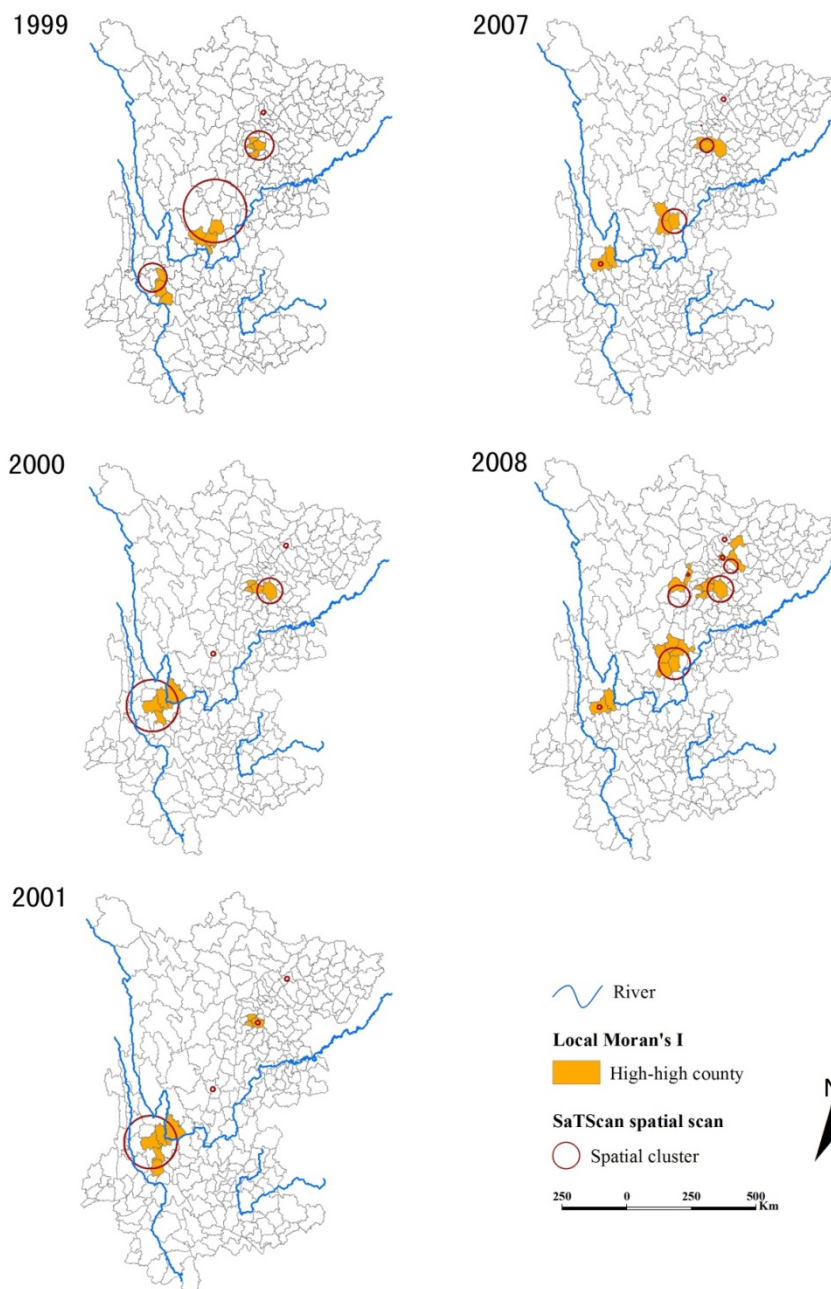 1999
2007
2000
2008
2001
River
Local Moran's I
High-high county
SaTScan spatial scan
Spatial cluster
N
250 0 250 500
Km